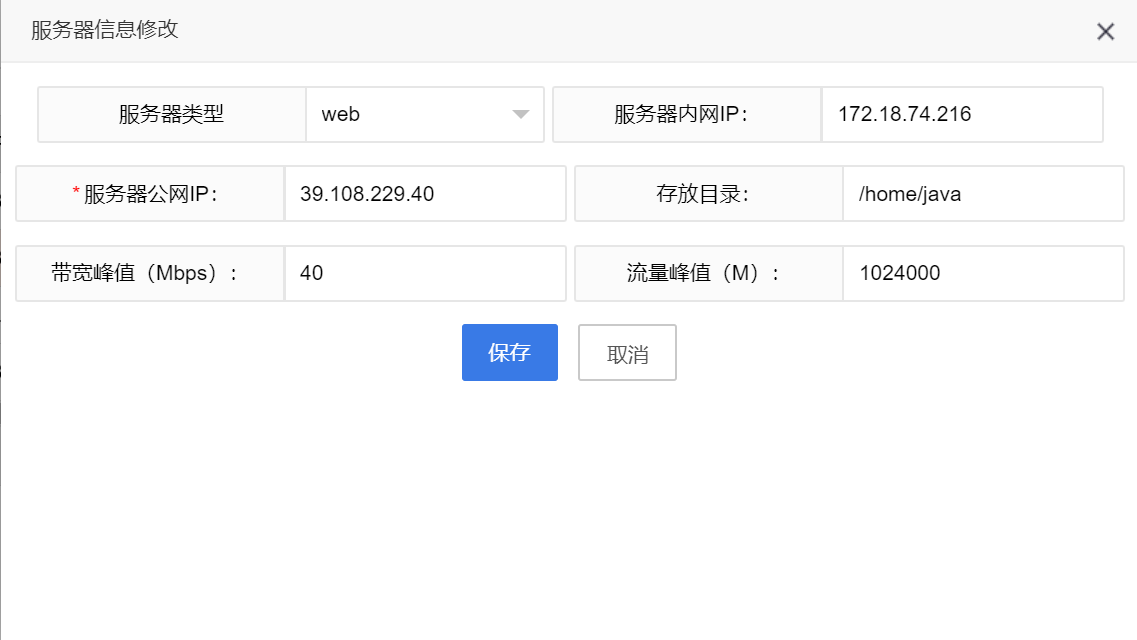 服务器信息修改
服务器类型 web 服务器内网IP： 172.18.74.216
*服务器公网IP： 39.108.229.40 存放目录： /home/java
带宽峰值（Mbps）： 40 流量峰值（M）： 1024000
保存 取消